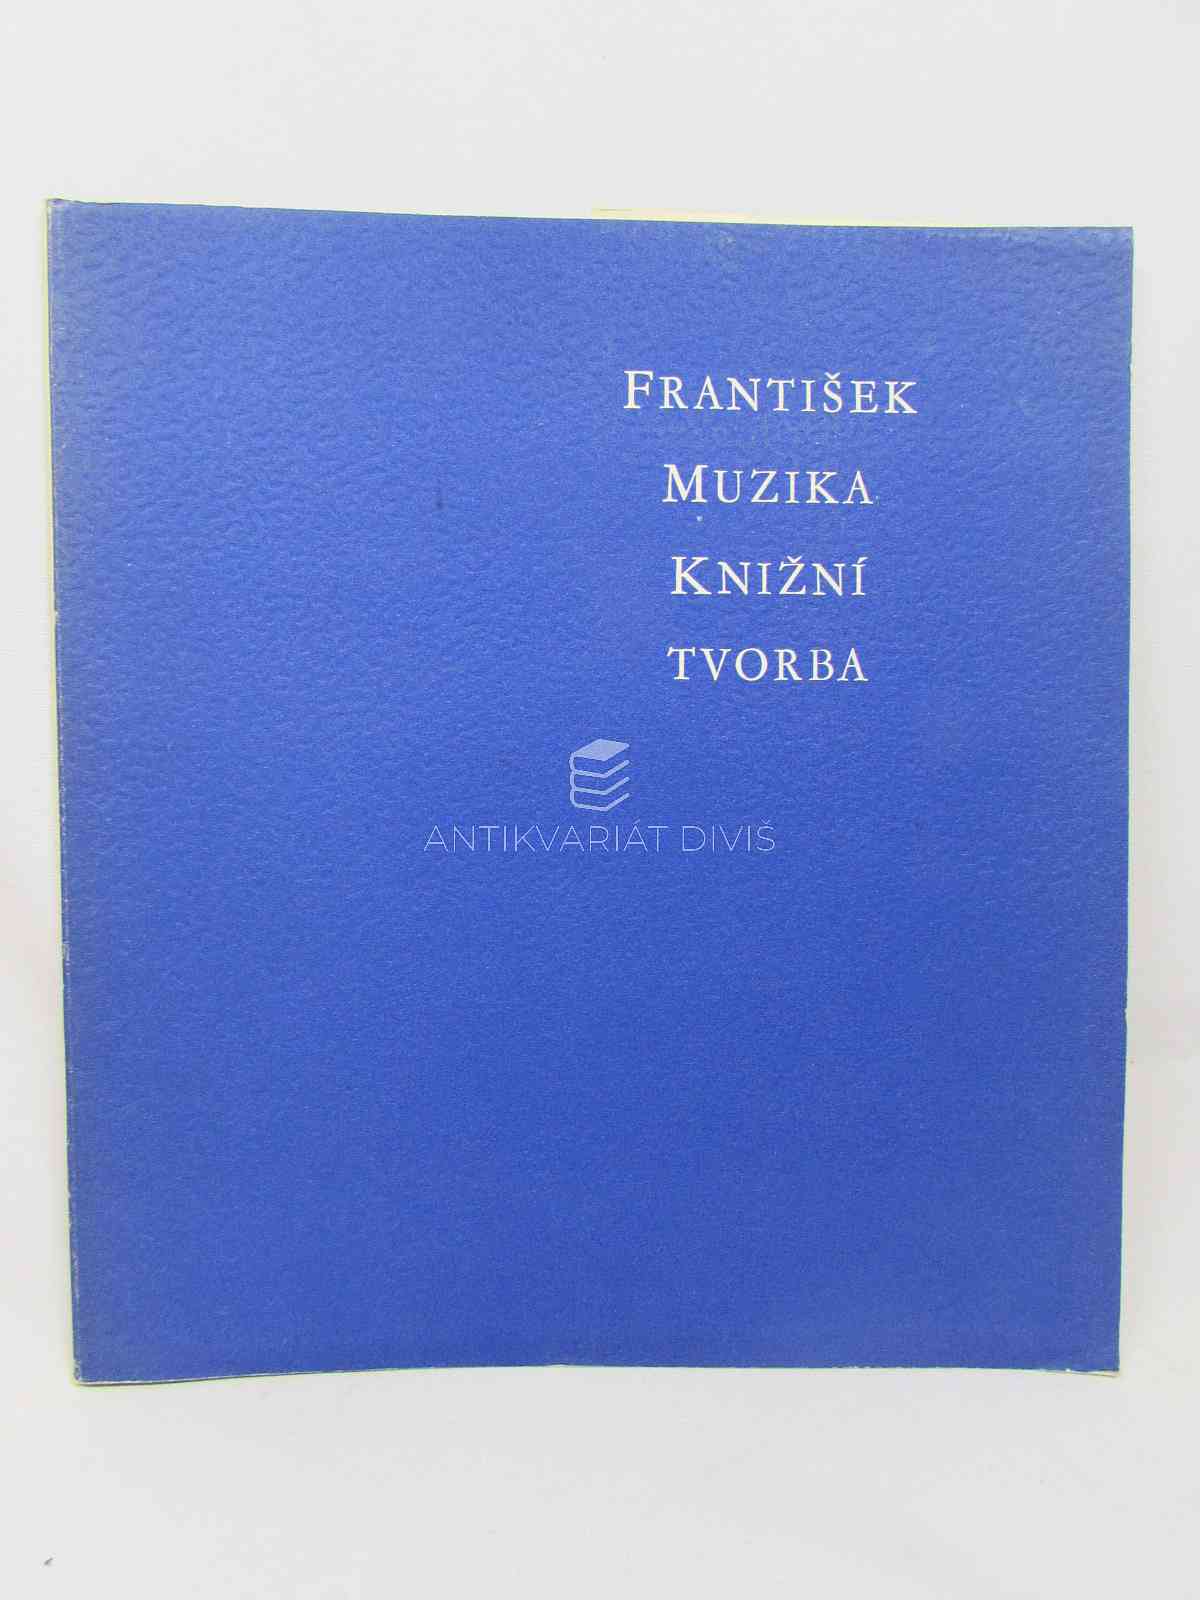 FRANTIŠEK
MUZIKA
KNIŽNÍ
TVORBA
ANTIKVARIÁT DIVIŠ